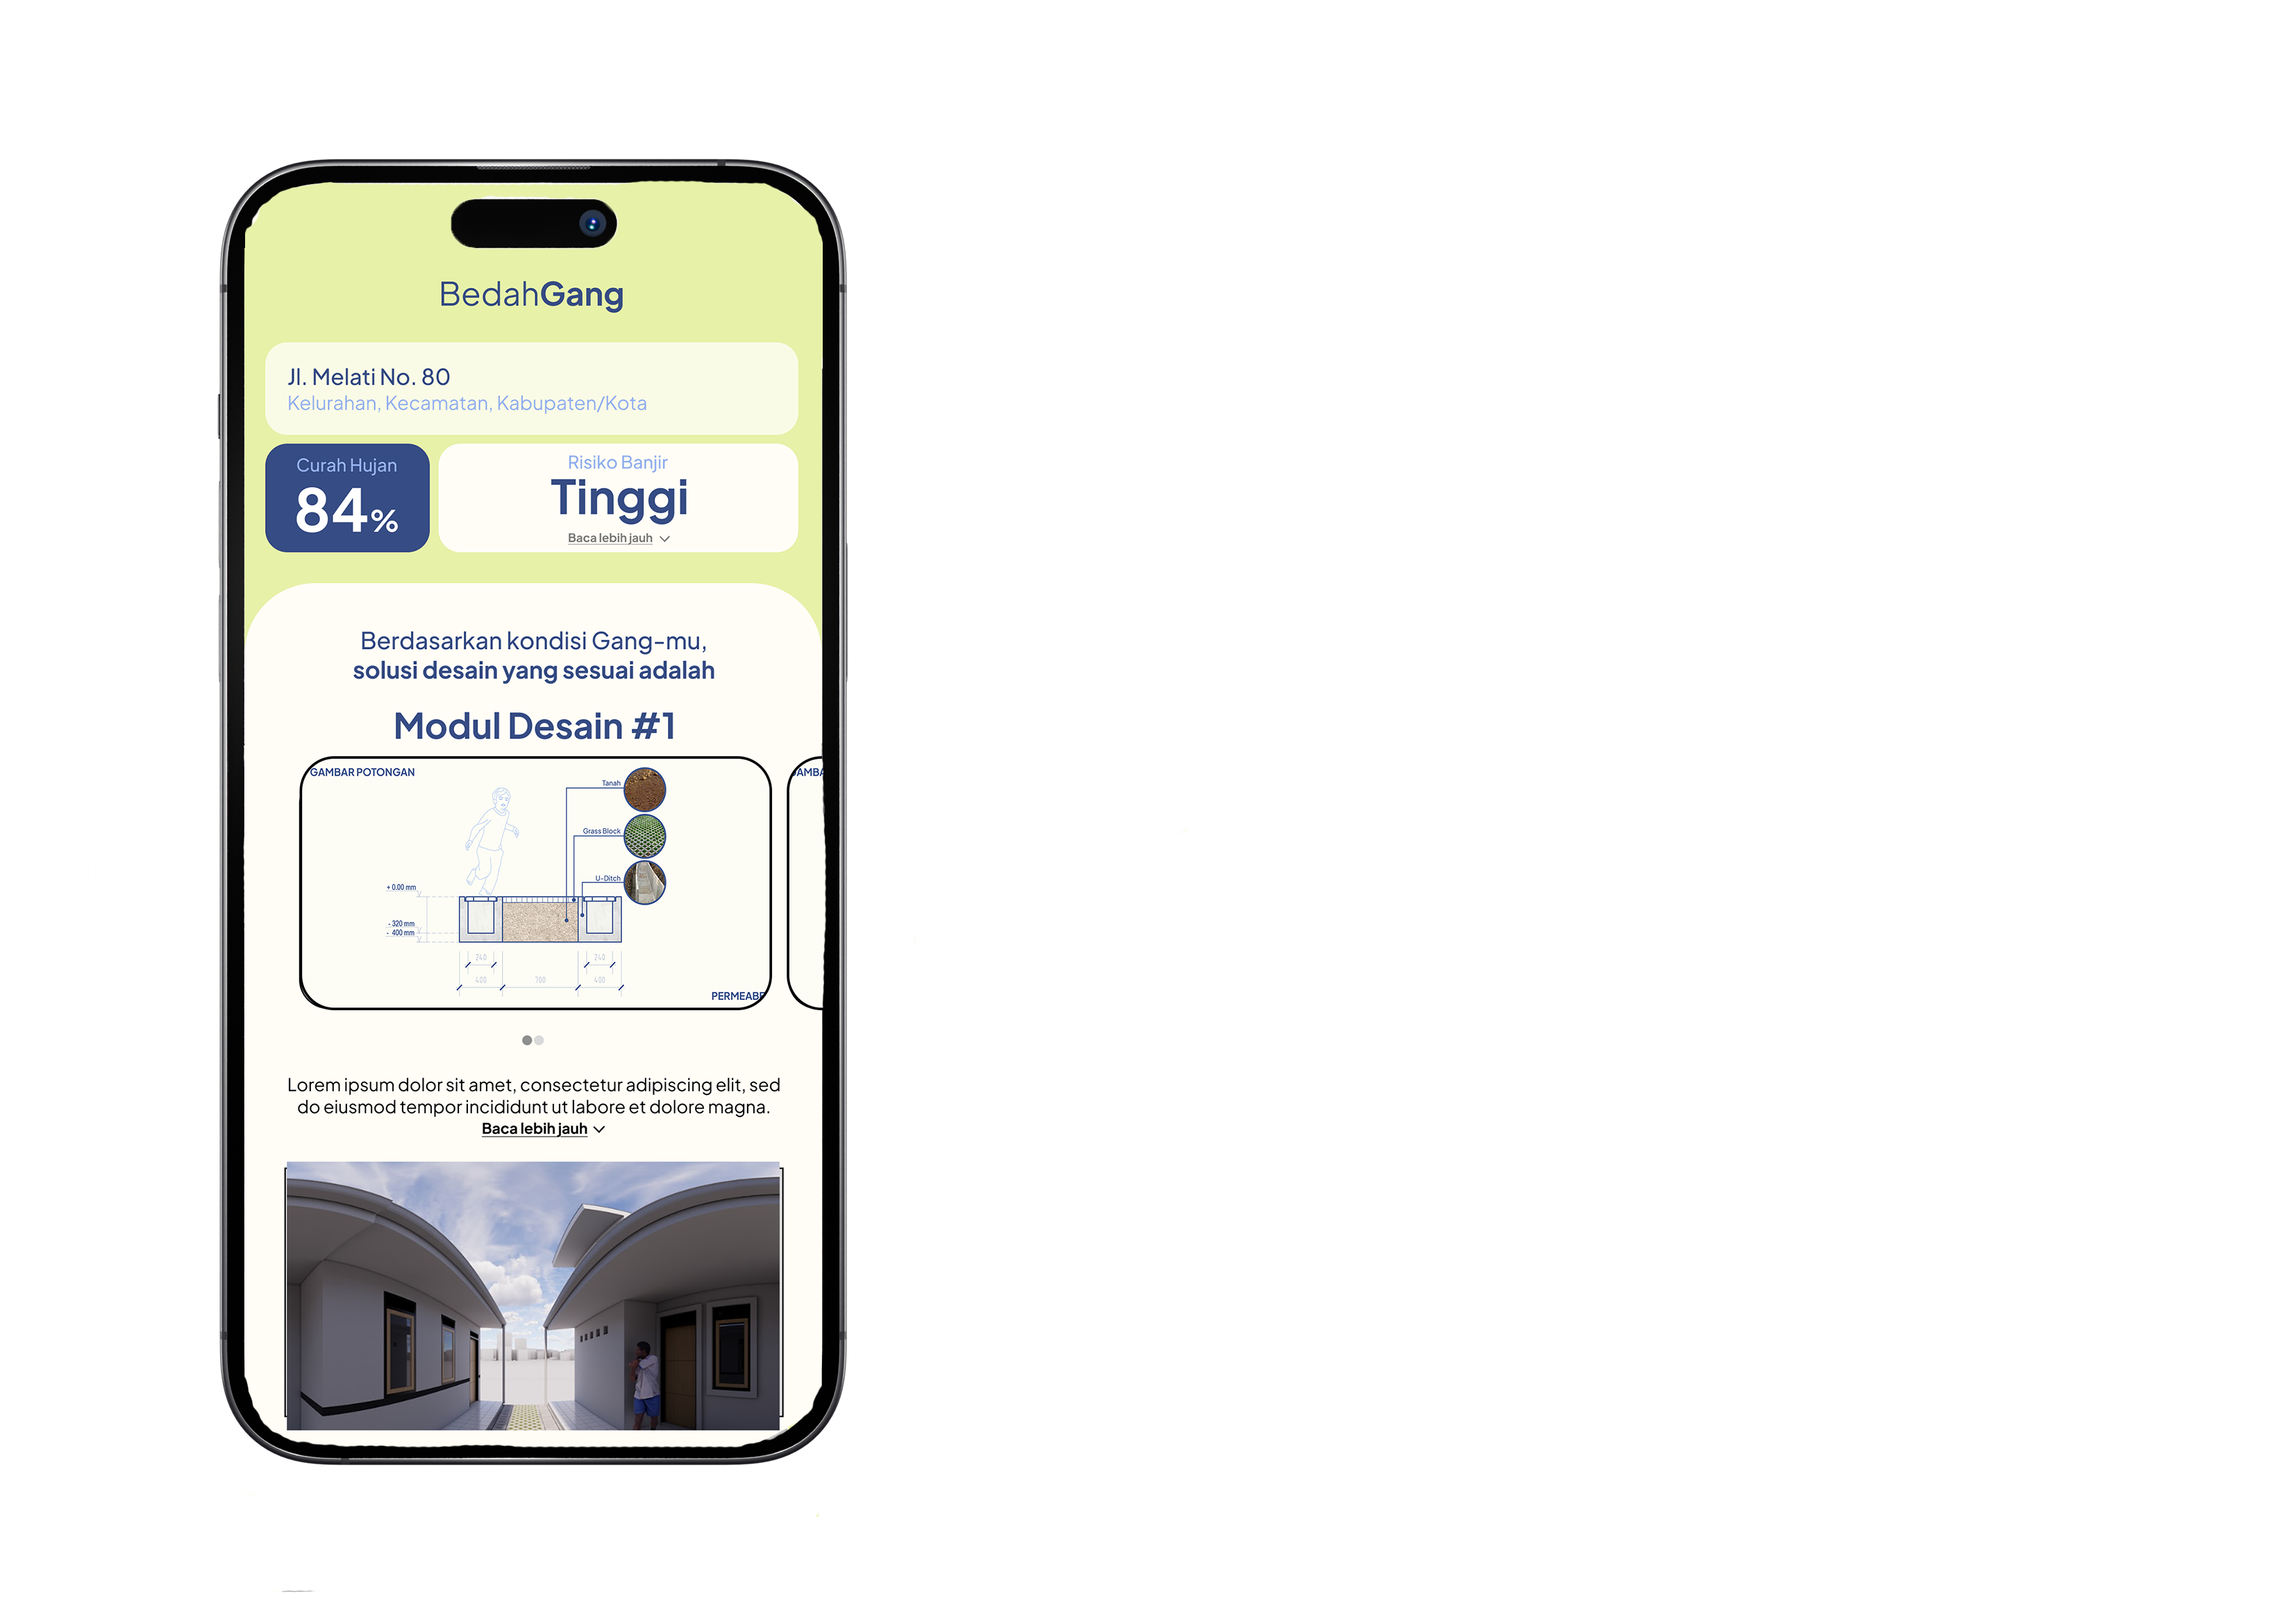 BedahGang
Jl. Melati No. 80
Kelurahan, Kecamatan, Kabupaten/Kota
Curah Hujan
84%
Risiko Banjir
Tinggi
Baca lebih jauh
Berdasarkan kondisi Gang-mu,
solusi desain yang sesuai adalah
Modul Desain #1
GAMBAR POTONGAN
Tanah
Grass Block
U-Ditch
+ 0.00 mm
- 320 mm
- 400 mm
240 240
400 700 400
Lorem ipsum dolor sit amet, consectetur adipiscing elit, sed
do eiusmod tempor incididunt ut labore et dolore magna.
Baca lebih jauh